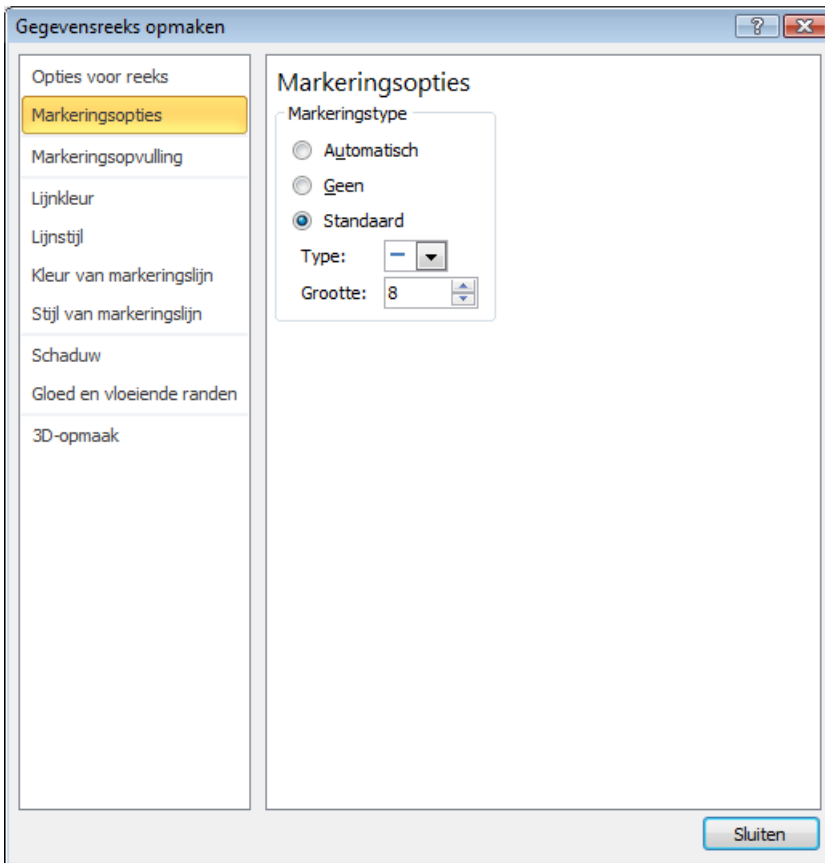 Gegevensreeks opmaken
Opties voor reeks
Markeringsopties
Markeringsopvulling
Lijnkleur
Lijnstijl
Kleur van markeringslijn
Stijl van markeringslijn
Schaduw
Gloed en vloeiende randen
3D-opmaak
Markeringsopties
Markeringstype
Automatisch
Geen
Standaard
Type:
Grootte: 8
Sluiten